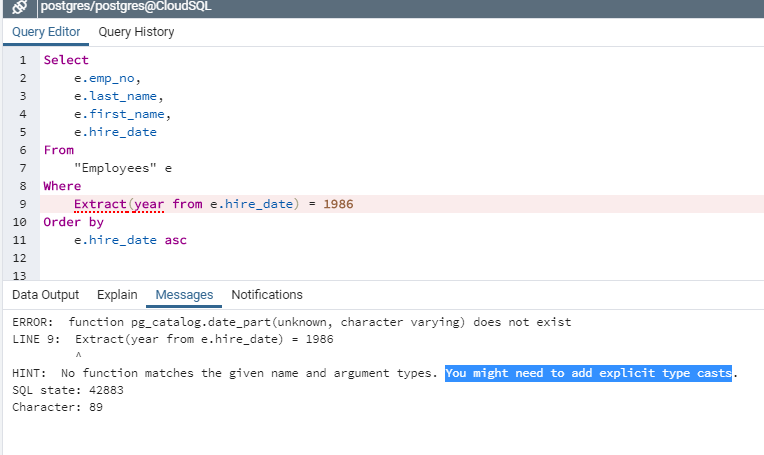 postgres/postgres@CloudSQL
Query Editor Query History
1 Select
2 e.emp_no,
3 e.last_name,
4 e.first_name,
5 e.hire_date
6 From
7 "Employees" e
8 Where
9 Extract(year from e.hire_date) = 1986
10 Order by
11 e.hire_date asc
12
13
Data Output Explain Messages Notifications
ERROR: function pg_catalog.date_part(unknown, character varying) does not exist
LINE 9: Extract(year from e.hire_date) = 1986
^
HINT: No function matches the given name and argument types. You might need to add explicit type casts.
SQL state: 42883
Character: 89